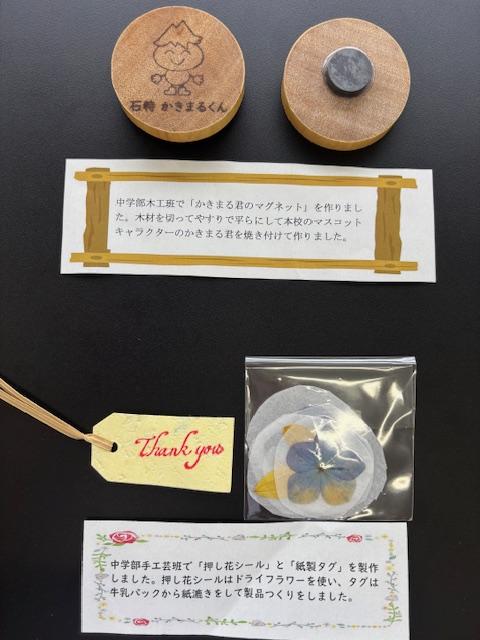 石特 かきまるくん
中学部木工班で「かきまる君のマグネット」を作りまし
た。木材を切ってやすりで平らにして本校のマスコット
キャラクターのかきまる君を焼き付けて作りました。
Thank you
中学部手工芸班で「押し花シール」と「紙製タグ」を製作
しました。押し花シールはドライフラワーを使い、タグは
牛乳パックから紙漉きをして製品つくりをしました。